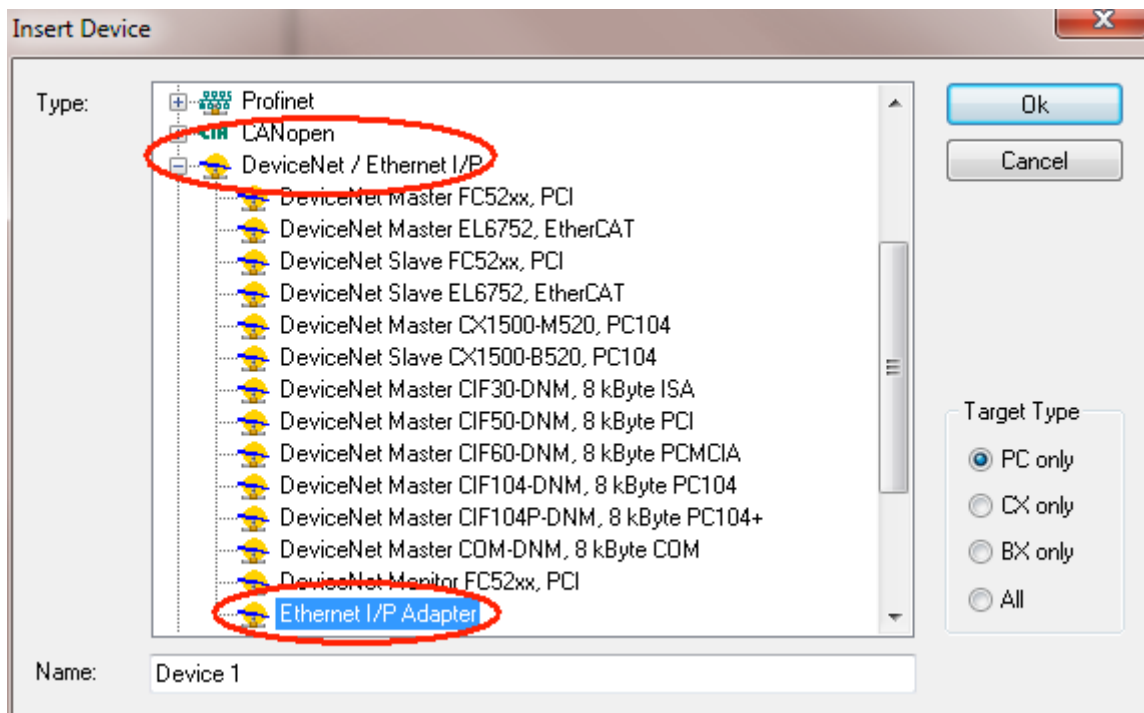 Insert Device
Type:
Profinet
CANopen
DeviceNet / Ethernet I/P
DeviceNet Master FC52xx, PCI
DeviceNet Master EL6752, EtherCAT
DeviceNet Slave FC52xx, PCI
DeviceNet Slave EL6752, EtherCAT
DeviceNet Master CX1500-M520, PC104
DeviceNet Slave CX1500-B520, PC104
DeviceNet Master CIF30-DNM, 8 kByte ISA
DeviceNet Master CIF50-DNM, 8 kByte PCI
DeviceNet Master CIF60-DNM, 8 kByte PCMCIA
DeviceNet Master CIF104-DNM, 8 kByte PC104
DeviceNet Master CIF104P-DNM, 8 kByte PC104+
DeviceNet Master COM-DNM, 8 kByte COM
DeviceNet Monitor FC52xx, PCI
Ethernet I/P Adapter
Ok
Cancel
Target Type
PC only
CX only
BX only
All
Name:
Device 1